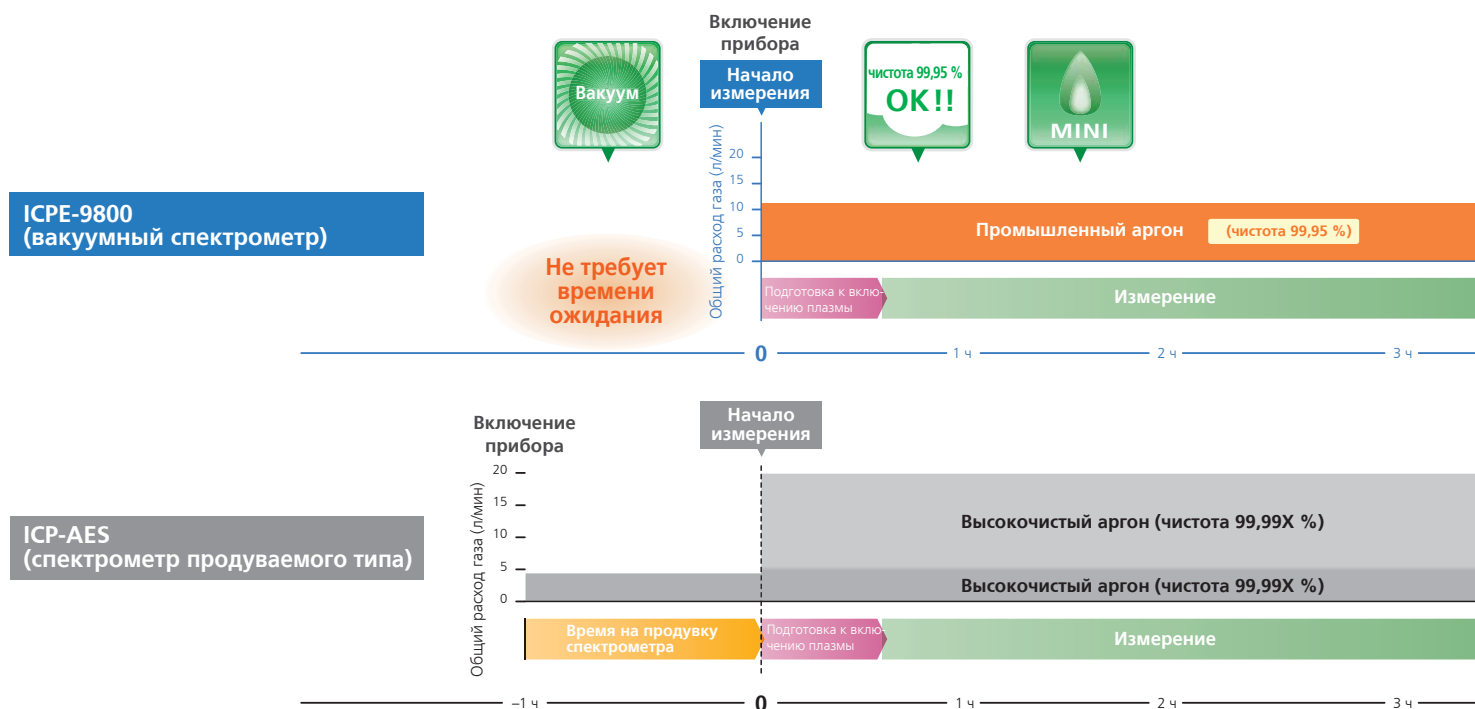 Включение
прибора
Начало
измерения
Вакуум
чистота 99,95 %
ОК!!
MINI
Общий расход газа (л/мин)
20
15
10
5
0
ICPE-9800
(вакуумный спектрометр)
Не требует
времени
ожидания
Промышленный аргон
(чистота 99,95 %)
Подготовка к вклю-
чению плазмы
Измерение
0
1 ч
2 ч
3 ч
Включение
прибора
Начало
измерения
Общий расход газа (л/мин)
20
15
10
5
0
ICP-AES
(спектрометр продуваемого типа)
Высокочистый аргон (чистота 99,99X %)
Высокочистый аргон (чистота 99,99X %)
Время на продувку
спектрометра
Подготовка к вклю-
чению плазмы
Измерение
–1 ч
0
1 ч
2 ч
3 ч